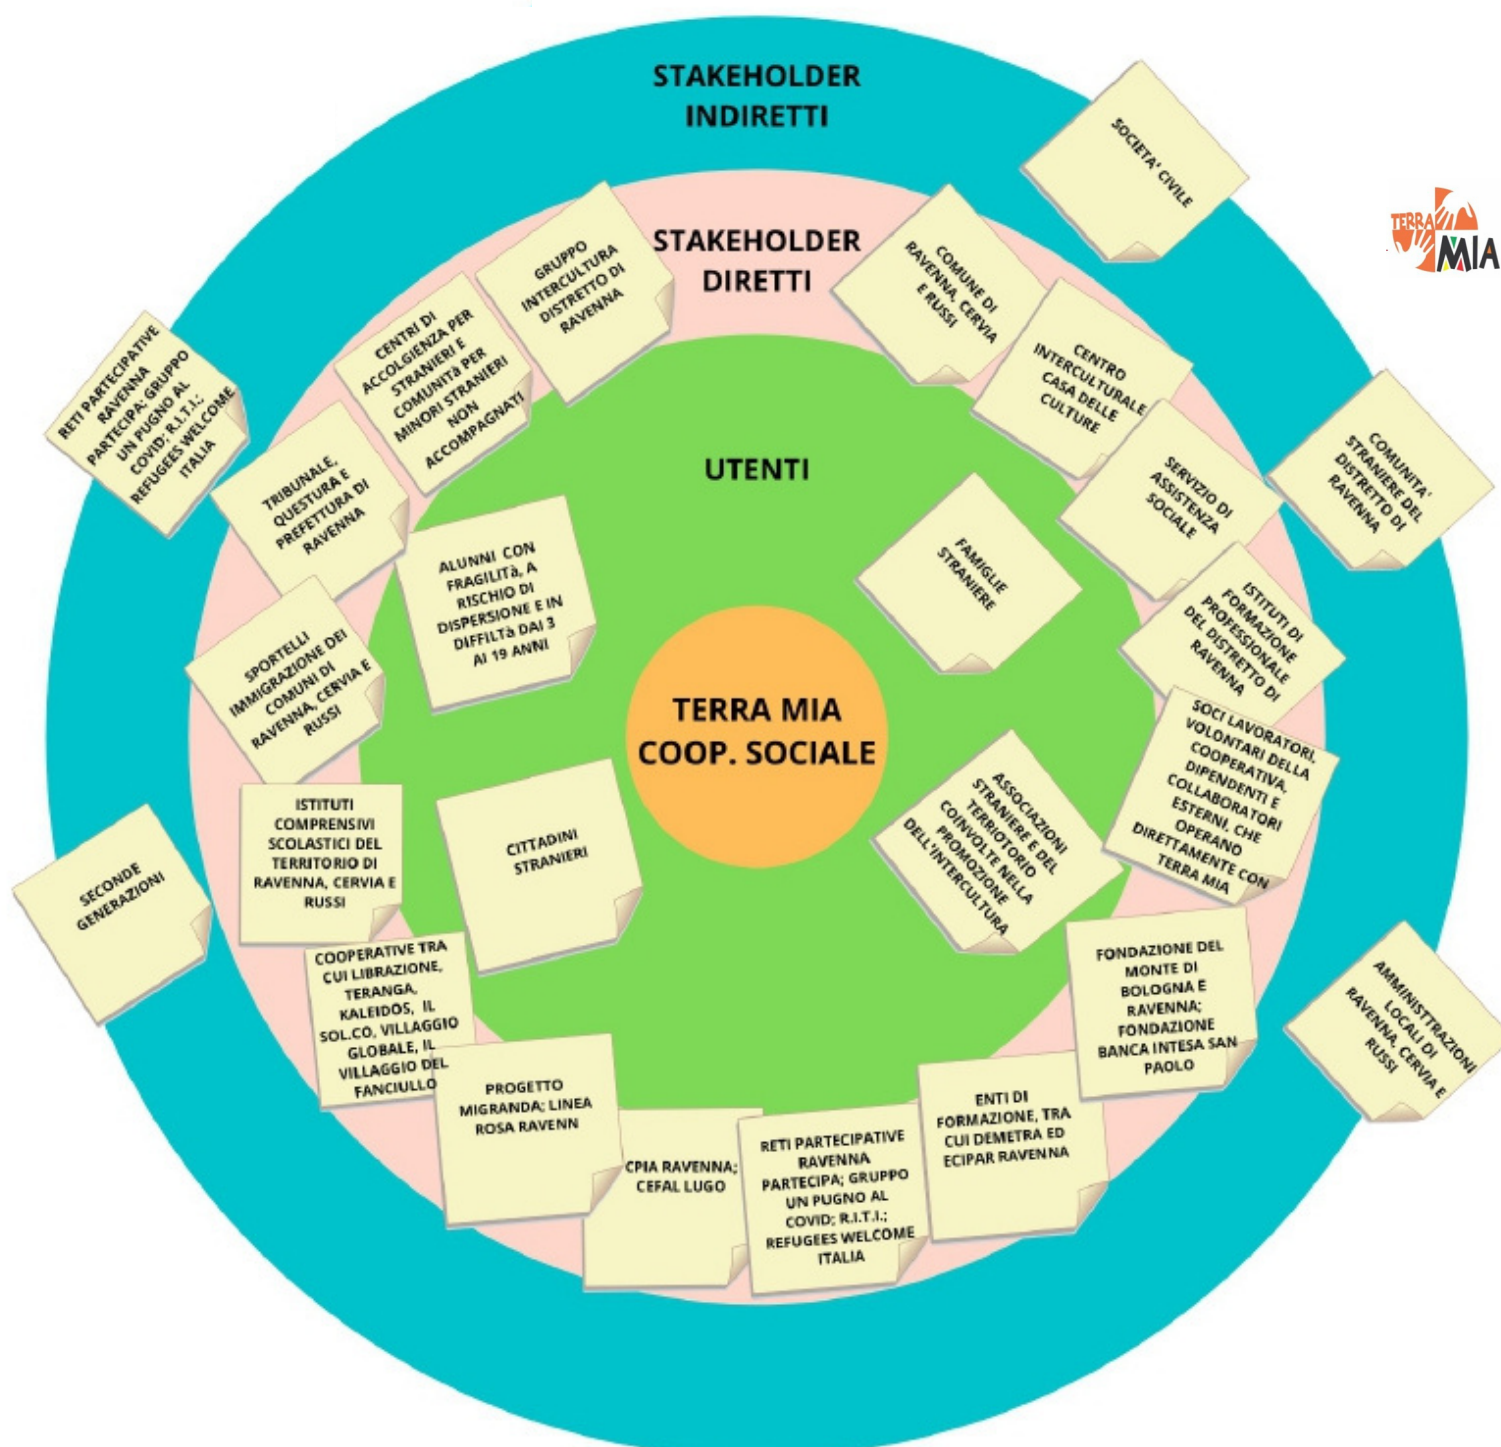 STAKEHOLDER
INDIRETTI
SOCIETA' CIVILE
TERRA
MIA
STAKEHOLDER
DIRETTI
GRUPPO
INTERCULTURA
DISTRETTO DI
RAVENNA
COMUNE DI
RAVENNA, CERVIA
E RUSSI
CENTRI DI
ACCOLGIENZA PER
STRANIERI E
COMUNITà PER
MINORI STRANIERI
NON
ACCOMPAGNATI
CENTRO
INTERCULTURALE
CASA DELLE
CULTURE
RETI PARTECIPATIVE
RAVENNA
PARTECIPA; GRUPPO
UN PUGNO AL
COVID; R.I.T.I.;
REFUGEES WELCOME
ITALIA
TRIBUNALE,
QUESTURA E
PREFETTURA DI
RAVENNA
UTENTI
SERVIZIO DI
ASSISTENZA
SOCIALE
COMUNITA'
STRANIERE DEL
DISTRETTO DI
RAVENNA
ALUNNI CON
FRAGILITà, A
RISCHIO DI
DISPERSIONE E IN
DIFFILTà DAI 3
AI 19 ANNI
FAMIGLIE
STRANIERE
ISTITUTI DI
FORMAZIONE
PROFESSIONALE
DEL DISTRETTO DI
RAVENNA
SPORTELLI
IMMIGRAZIONE DEI
COMUNI DI
RAVENNA, CERVIA E
RUSSI
TERRA MIA
COOP. SOCIALE
SOCI LAVORATORI,
VOLONTARI DELLA
COOPERATIVA,
DIPENDENTI E
COLLABORATORI
ESTERNI, CHE
OPERANO
DIRETTAMENTE CON
TERRA MIA
ISTITUTI
COMPRENSIVI
SCOLASTICI DEL
TERRITORIO DI
RAVENNA, CERVIA E
RUSSI
CITTADINI
STRANIERI
ASSOCIAZIONI
STRANIERE E DEL
TERRIOTORIO
COINVOLTE NELLA
PROMOZIONE
DELL'INTERCULTURA
SECONDE
GENERAZIONI
COOPERATIVE TRA
CUI LIBRAZIONE,
TERANGA,
KALEIDOS, IL
SOL.CO, VILLAGGIO
GLOBALE, IL
VILLAGGIO DEL
FANCIULLO
FONDAZIONE DEL
MONTE DI
BOLOGNA E
RAVENNA;
FONDAZIONE
BANCA INTESA SAN
PAOLO
AMMINISTTRAZIONI
LOCALI DI
RAVENNA, CERVIA E
RUSSI
PROGETTO
MIGRANDA; LINEA
ROSA RAVENN
CPIA RAVENNA;
CEFAL LUGO
RETI PARTECIPATIVE
RAVENNA
PARTECIPA; GRUPPO
UN PUGNO AL
COVID; R.I.T.I.;
REFUGEES WELCOME
ITALIA
ENTI DI
FORMAZIONE, TRA
CUI DEMETRA ED
ECIPAR RAVENNA